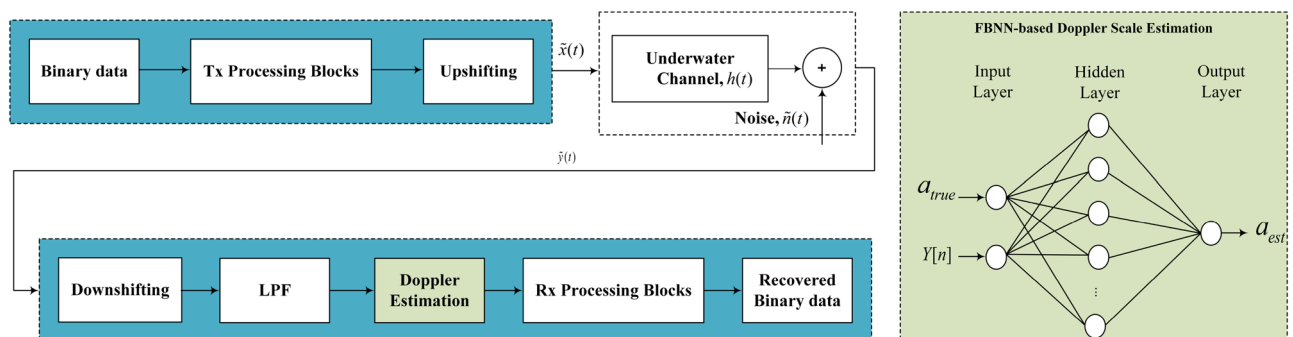 Binary data
Tx Processing Blocks
Upshifting
x̃(t)
Underwater
Channel, h(t)
+
Noise, ñ(t)
ỹ(t)
Downshifting
LPF
Doppler
Estimation
Rx Processing Blocks
Recovered
Binary data
FBNN-based Doppler Scale Estimation
Input
Layer
Hidden
Layer
Output
Layer
a_true
Y[n]
...
a_est